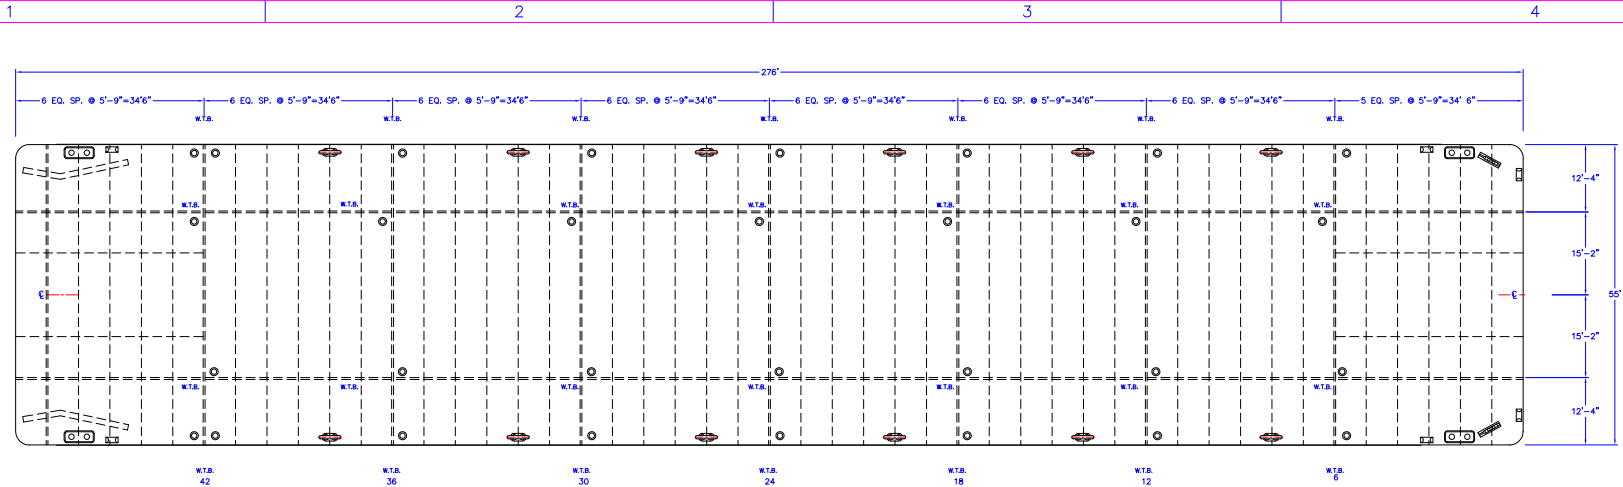 1 2 3 4
276'
6 EQ. SP. @ 5'-9"=34'6" 6 EQ. SP. @ 5'-9"=34'6" 6 EQ. SP. @ 5'-9"=34'6" 6 EQ. SP. @ 5'-9"=34'6" 6 EQ. SP. @ 5'-9"=34'6" 6 EQ. SP. @ 5'-9"=34'6" 6 EQ. SP. @ 5'-9"=34'6" 5 EQ. SP. @ 5'-9"=34' 6"
W.T.B. W.T.B. W.T.B. W.T.B. W.T.B. W.T.B. W.T.B.
12'-4"
W.T.B. W.T.B. W.T.B. W.T.B. W.T.B. W.T.B. W.T.B.
15'-2"
℄ ℄ 55'
15'-2"
W.T.B. W.T.B. W.T.B. W.T.B. W.T.B. W.T.B. W.T.B.
12'-4"
W.T.B. W.T.B. W.T.B. W.T.B. W.T.B. W.T.B. W.T.B.
42 36 30 24 18 12 6